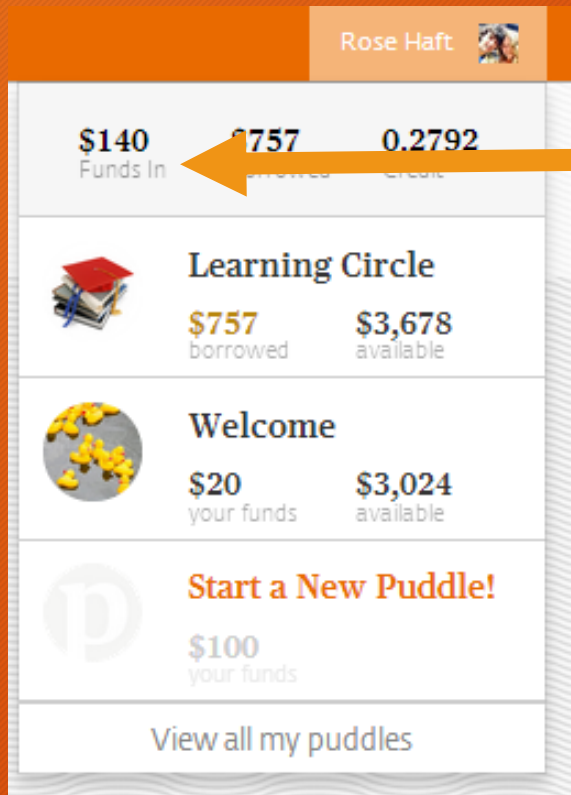 Rose Haft
$140 $757 0.2792
Funds In
Learning Circle
$757 $3,678
borrowed available
Welcome
$20 $3,024
your funds available
p
Start a New Puddle!
$100
your funds
View all my puddles